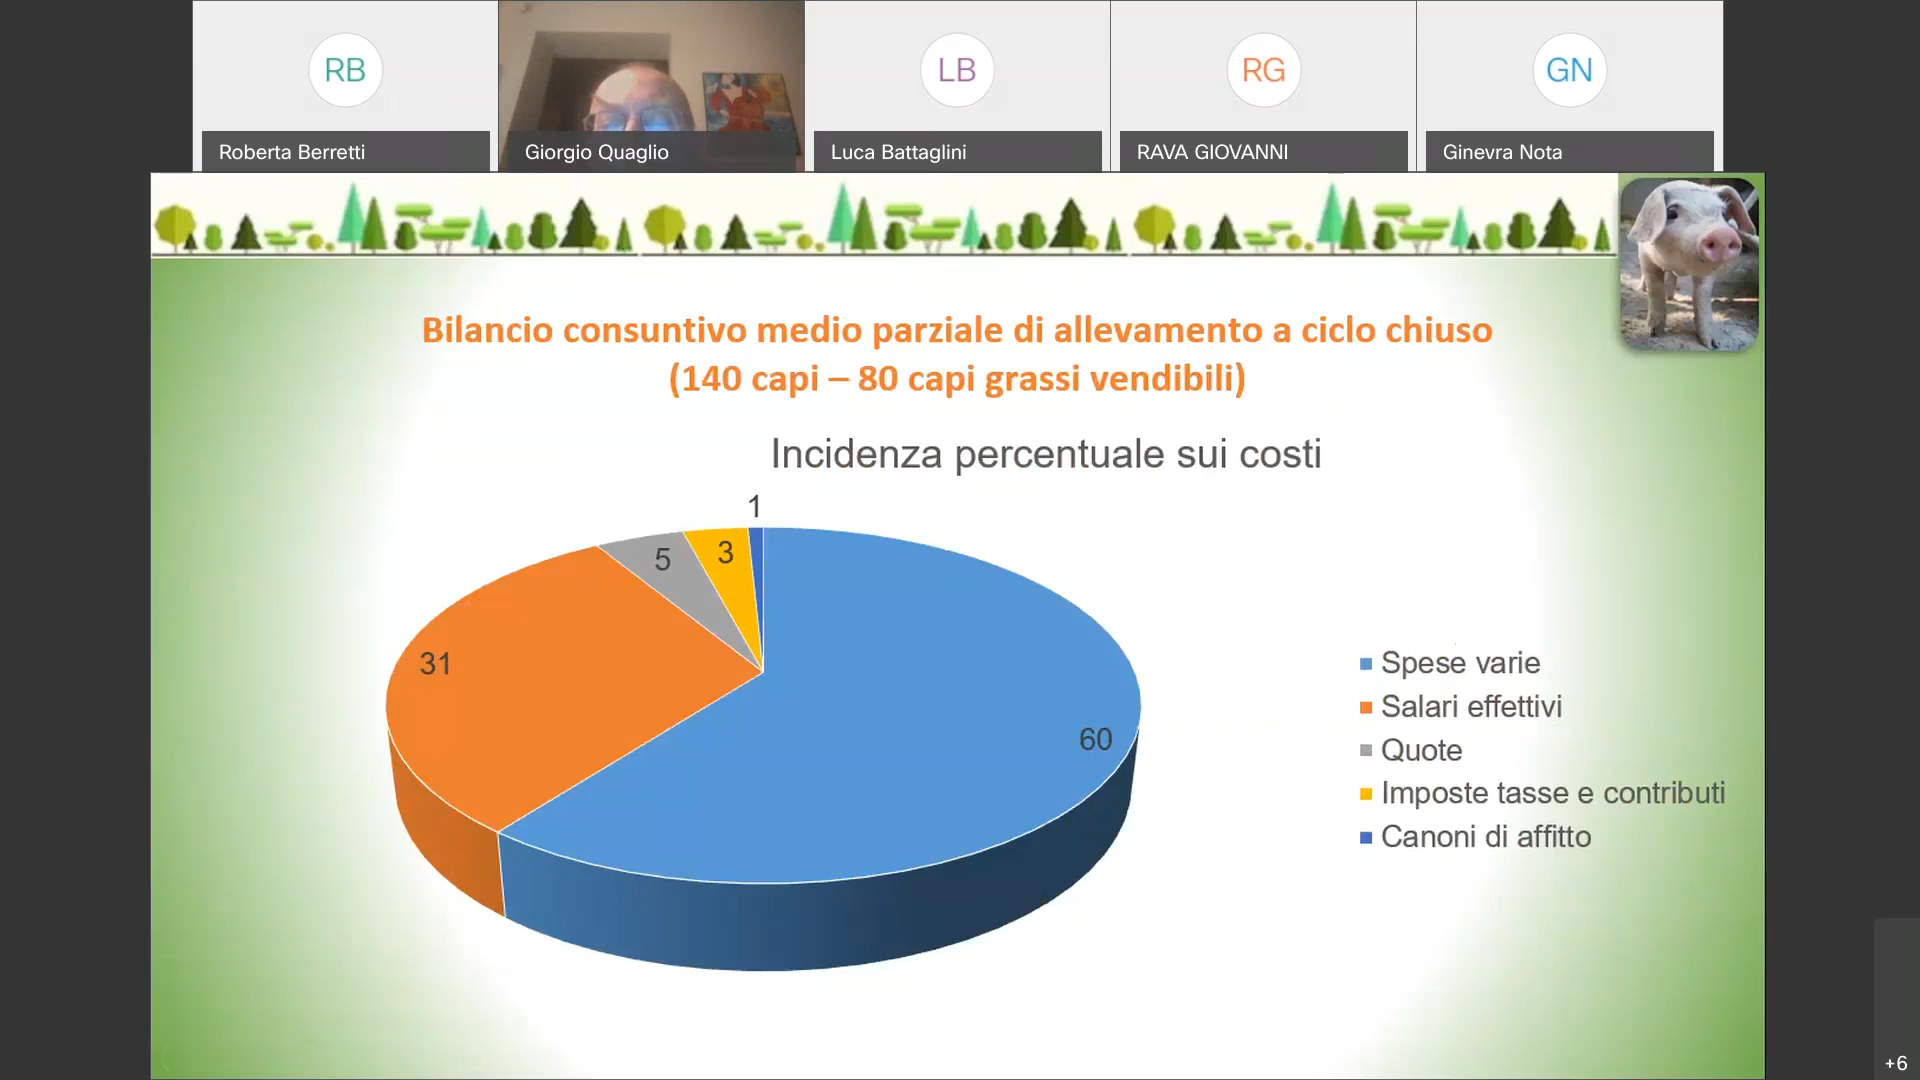 RB
LB
RG
GN
Roberta Berretti
Giorgio Quaglio
Luca Battaglini
RAVA GIOVANNI
Ginevra Nota
Bilancio consuntivo medio parziale di allevamento a ciclo chiuso
(140 capi – 80 capi grassi vendibili)
Incidenza percentuale sui costi
1
5
3
31
60
Spese varie
Salari effettivi
Quote
Imposte tasse e contributi
Canoni di affitto
+6